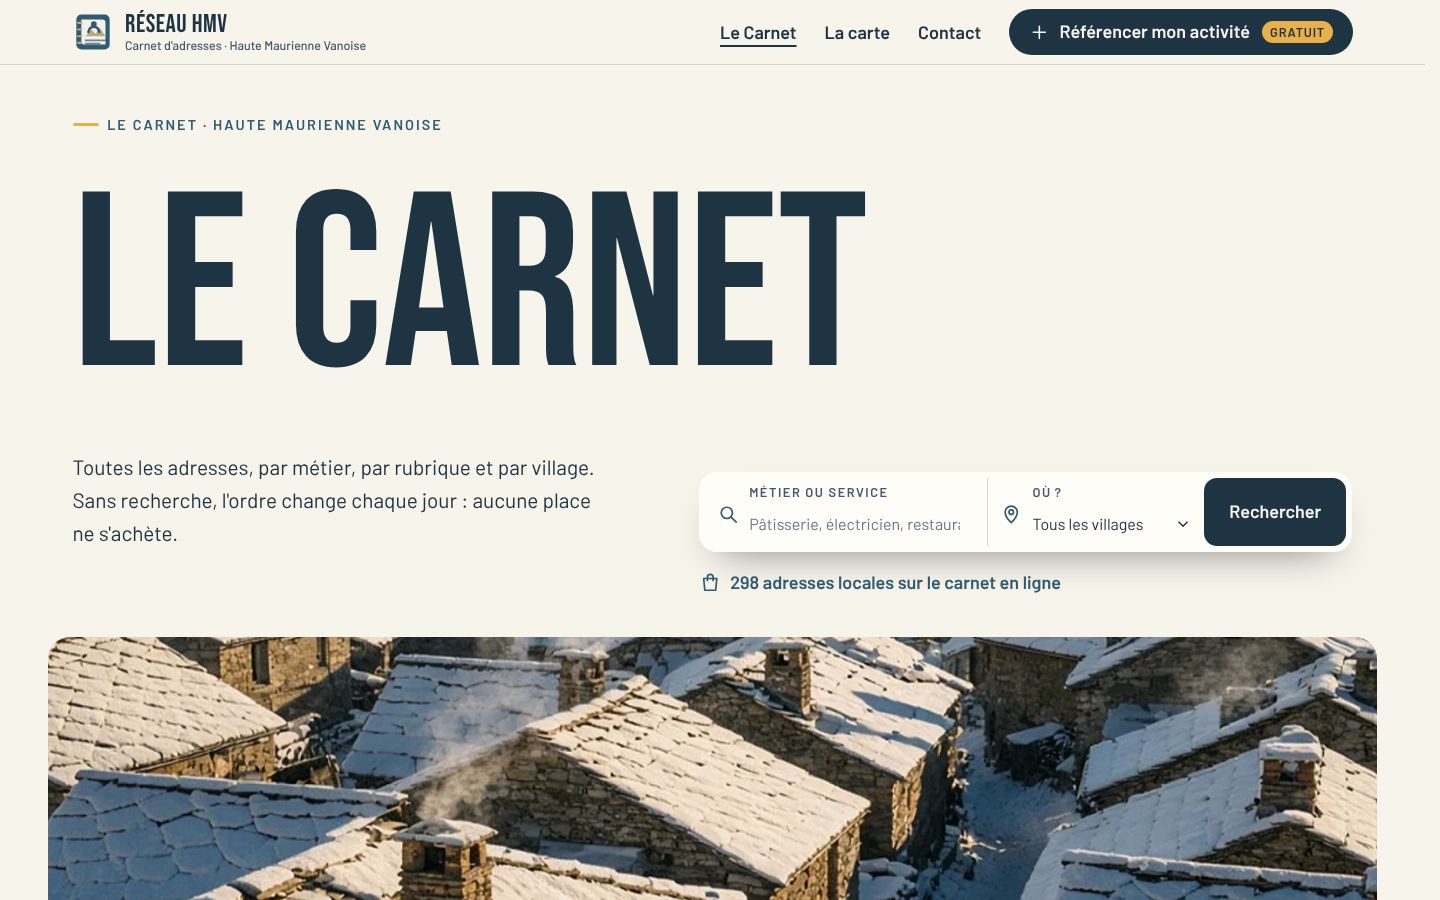 RÉSEAU HMV
Carnet d'adresses · Haute Maurienne Vanoise
Le Carnet
La carte
Contact
Référencer mon activité
GRATUIT
LE CARNET · HAUTE MAURIENNE VANOISE
LE CARNET
Toutes les adresses, par métier, par rubrique et par village.
Sans recherche, l'ordre change chaque jour : aucune place
ne s'achète.
MÉTIER OU SERVICE
Pâtisserie, électricien,
OÙ ?
Tous les villages
Rechercher
298 adresses locales sur le carnet en ligne